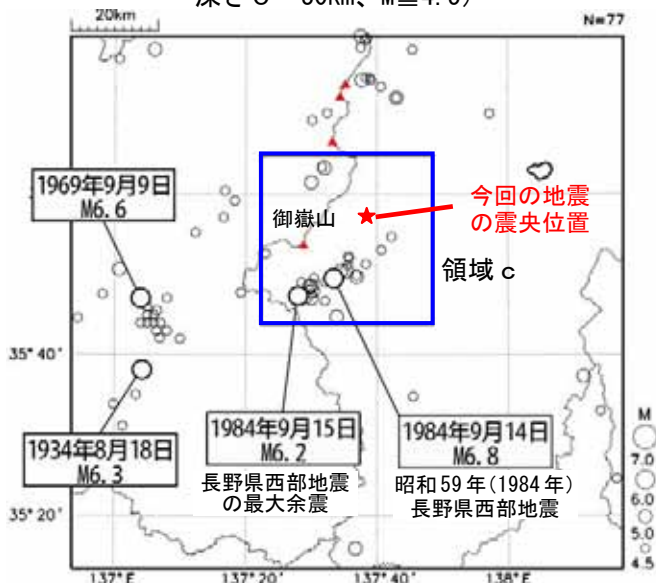 深さ０～30km、M≧4.5)
20km
N=77
1969年9月9日
M6.6
御嶽山
今回の地震
の震央位置
領域ｃ
35°40'
1934年8月18日
M6.3
1984年9月15日
M6.2
長野県西部地震
の最大余震
1984年9月14日
M6.8
昭和59年(1984年)
長野県西部地震
M
7.0
6.0
5.0
4.5
35°20'
137°E
137°20'
137°40'
138°E